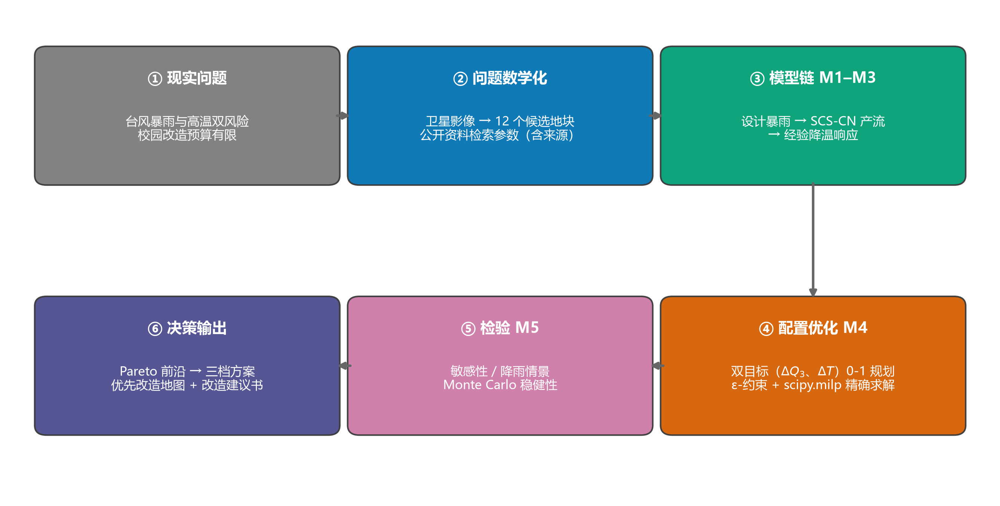 ① 现实问题
台风暴雨与高温双风险
校园改造预算有限
② 问题数学化
卫星影像 → 12 个候选地块
公开资料检索参数（含来源）
③ 模型链 M1–M3
设计暴雨 → SCS-CN 产流
→ 经验降温响应
④ 配置优化 M4
双目标（ΔQ₃、ΔT）0-1 规划
ε-约束 + scipy.milp 精确求解
⑤ 检验 M5
敏感性 / 降雨情景
Monte Carlo 稳健性
⑥ 决策输出
Pareto 前沿 → 三档方案
优先改造地图 + 改造建议书